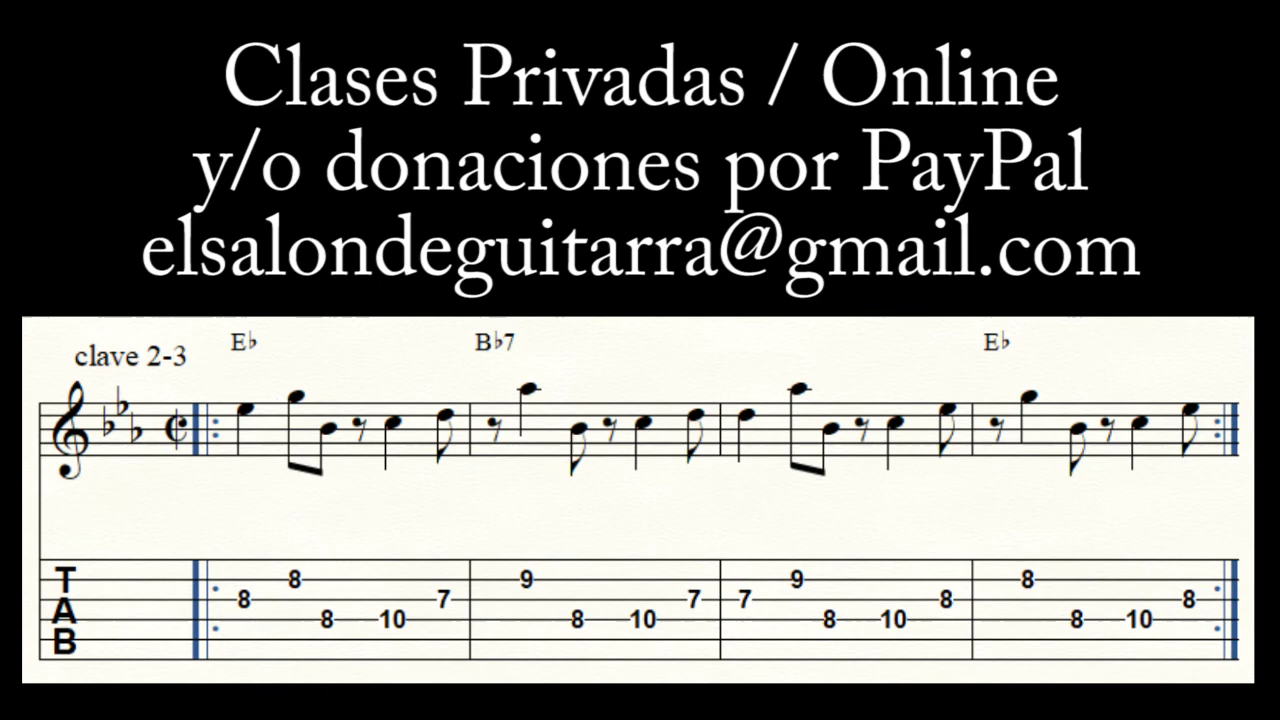 Clases Privadas / Online
y/o donaciones por PayPal
elsalondeguitarra@gmail.com
E♭ B♭7 E♭
clave 2-3
T
A
B
8 9 9 8
8 7 7 8 8
8 10 8 10 8 10 8 10